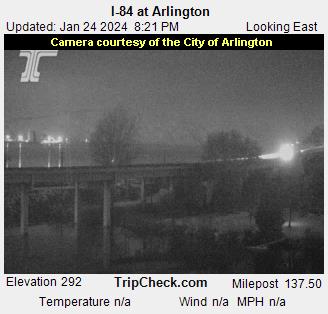 I-84 at Arlington
Updated: Jan 24 2024 8:21 PM Looking East
Camera courtesy of the City of Arlington
Elevation 292 TripCheck.com Milepost 137.50
Temperature n/a Wind n/a MPH n/a